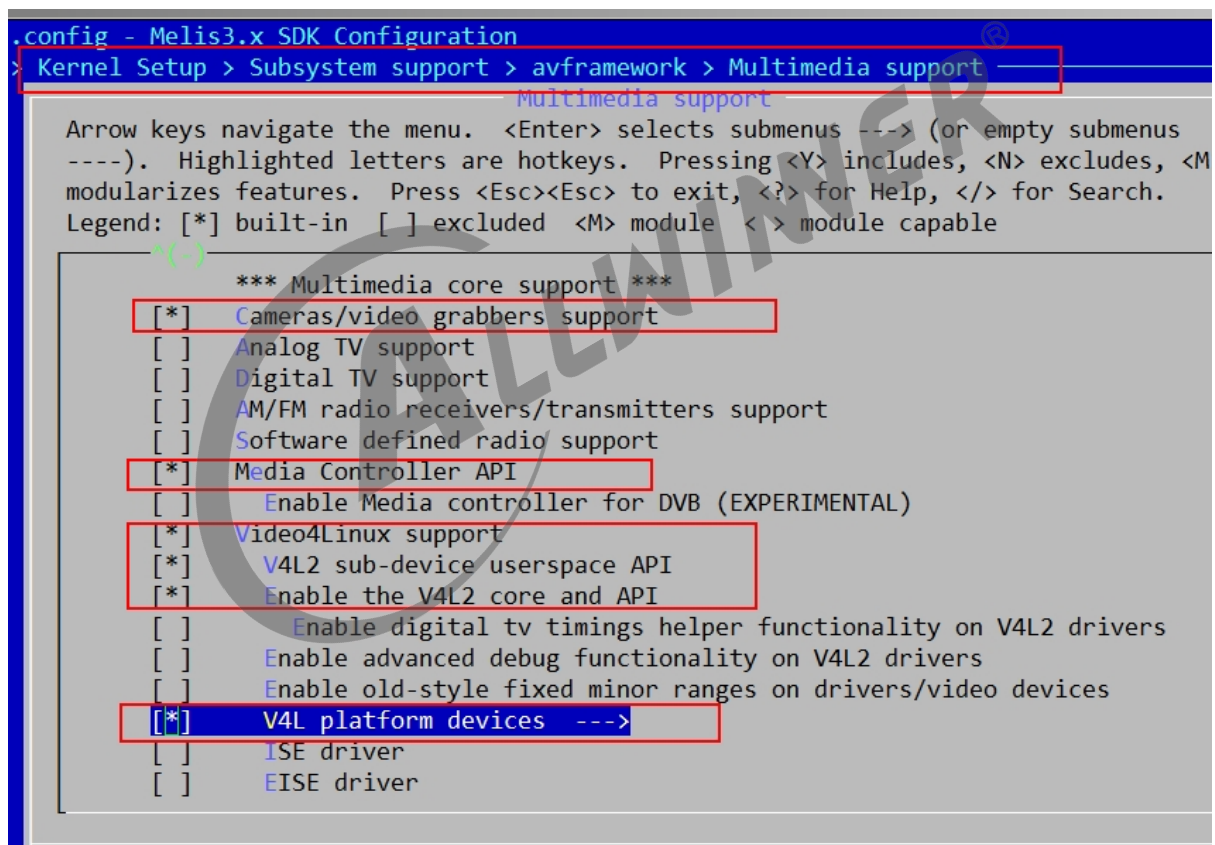 .config - Melis3.x SDK Configuration
> Kernel Setup > Subsystem support > avframework > Multimedia support
Multimedia support
Arrow keys navigate the menu. <Enter> selects submenus ---> (or empty submenus
----). Highlighted letters are hotkeys. Pressing <Y> includes, <N> excludes, <M
modularizes features. Press <Esc><Esc> to exit, <?> for Help, </> for Search.
Legend: [*] built-in [ ] excluded <M> module < > module capable
^(-)
*** Multimedia core support ***
[*] Cameras/video grabbers support
[ ] Analog TV support
[ ] Digital TV support
[ ] AM/FM radio receivers/transmitters support
[ ] Software defined radio support
[*] Media Controller API
[ ] Enable Media controller for DVB (EXPERIMENTAL)
[*] Video4Linux support
[*] V4L2 sub-device userspace API
[*] Enable the V4L2 core and API
[ ] Enable digital tv timings helper functionality on V4L2 drivers
[ ] Enable advanced debug functionality on V4L2 drivers
[ ] Enable old-style fixed minor ranges on drivers/video devices
[*] V4L platform devices --->
[ ] ISE driver
[ ] EISE driver
ALLWINNER®